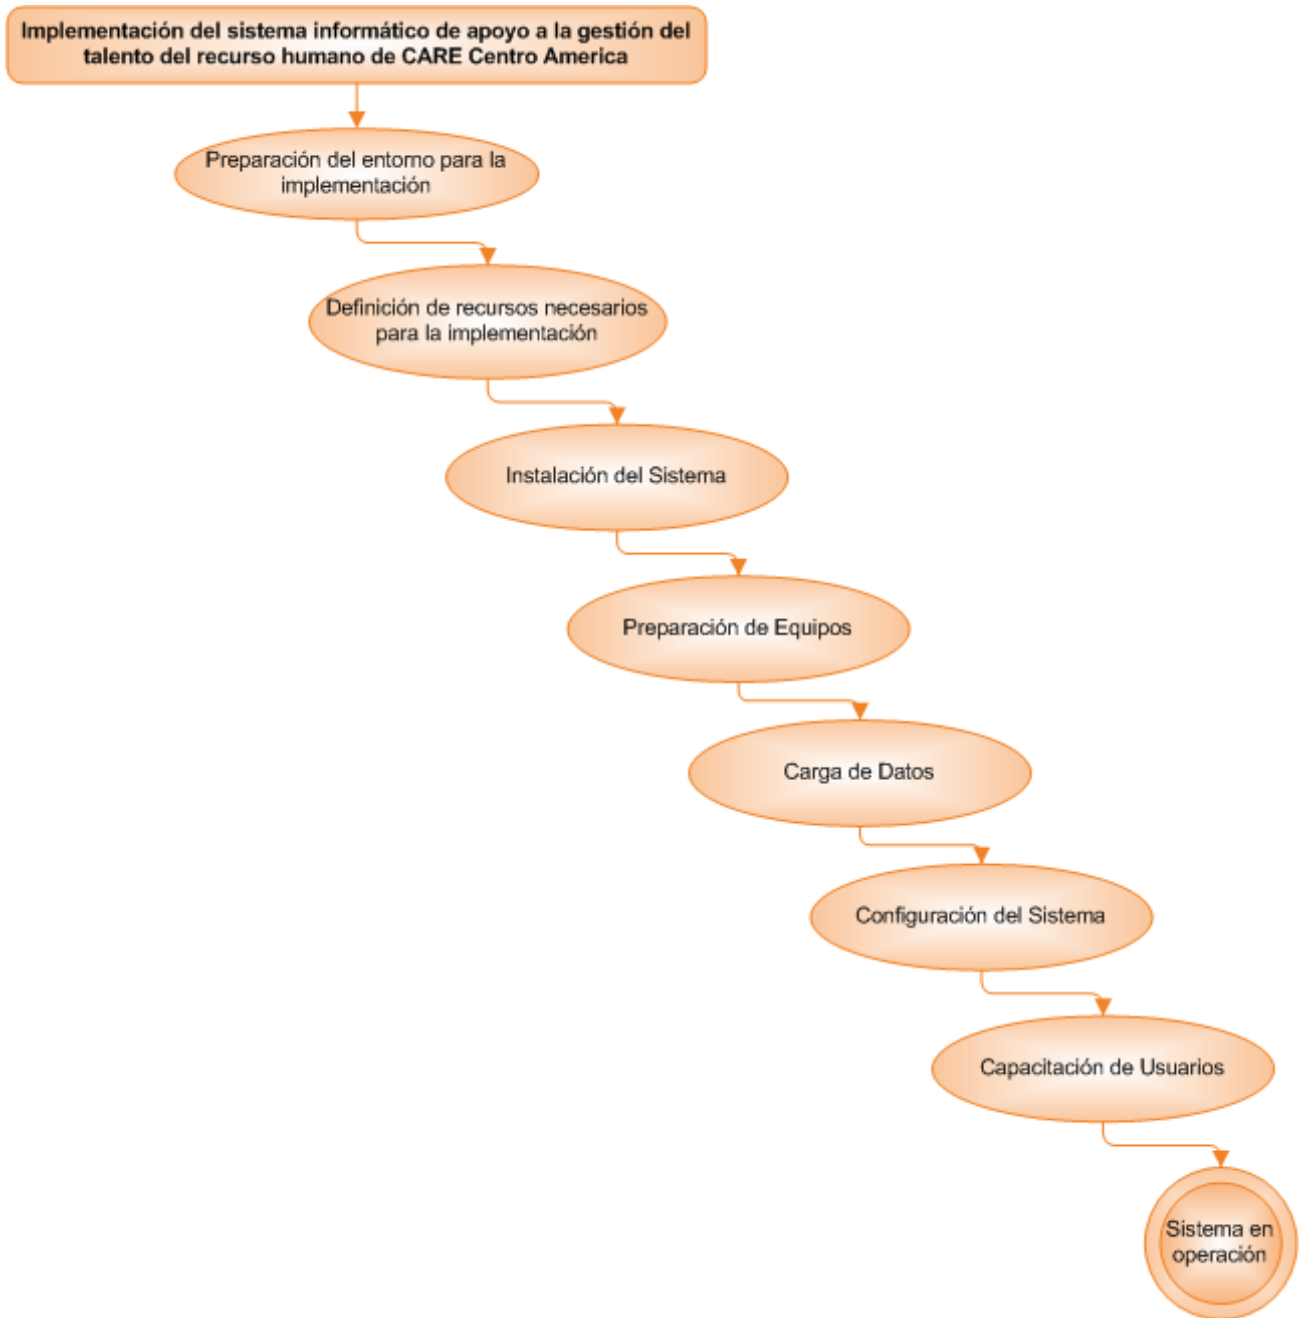 Implementación del sistema informático de apoyo a la gestión del
talento del recurso humano de CARE Centro America
Preparación del entorno para la
implementación
Definición de recursos necesarios
para la implementación
Instalación del Sistema
Preparación de Equipos
Carga de Datos
Configuración del Sistema
Capacitación de Usuarios
Sistema en
operación